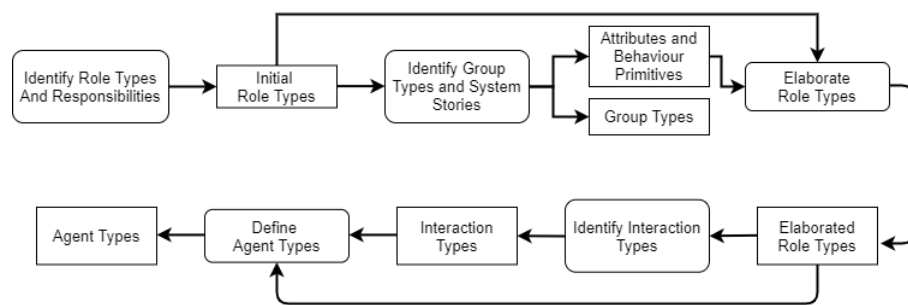 Identify Role Types
And Responsibilities
Initial
Role Types
Identify Group
Types and System
Stories
Attributes and
Behaviour
Primitives
Group Types
Elaborate
Role Types
Agent Types
Define
Agent Types
Interaction
Types
Identify Interaction
Types
Elaborated
Role Types